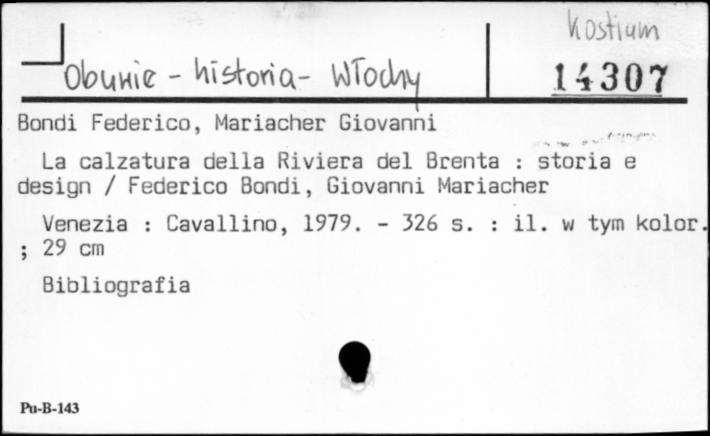 Kostium
Obuwie - historia - Włochy
14307
Bondi Federico, Mariacher Giovanni
La calzatura della Riviera del Brenta : storia e
design / Federico Bondi, Giovanni Mariacher
Venezia : Cavallino, 1979. - 326 s. : il. w tym kolor.
; 29 cm
Bibliografia
Pu-B-143